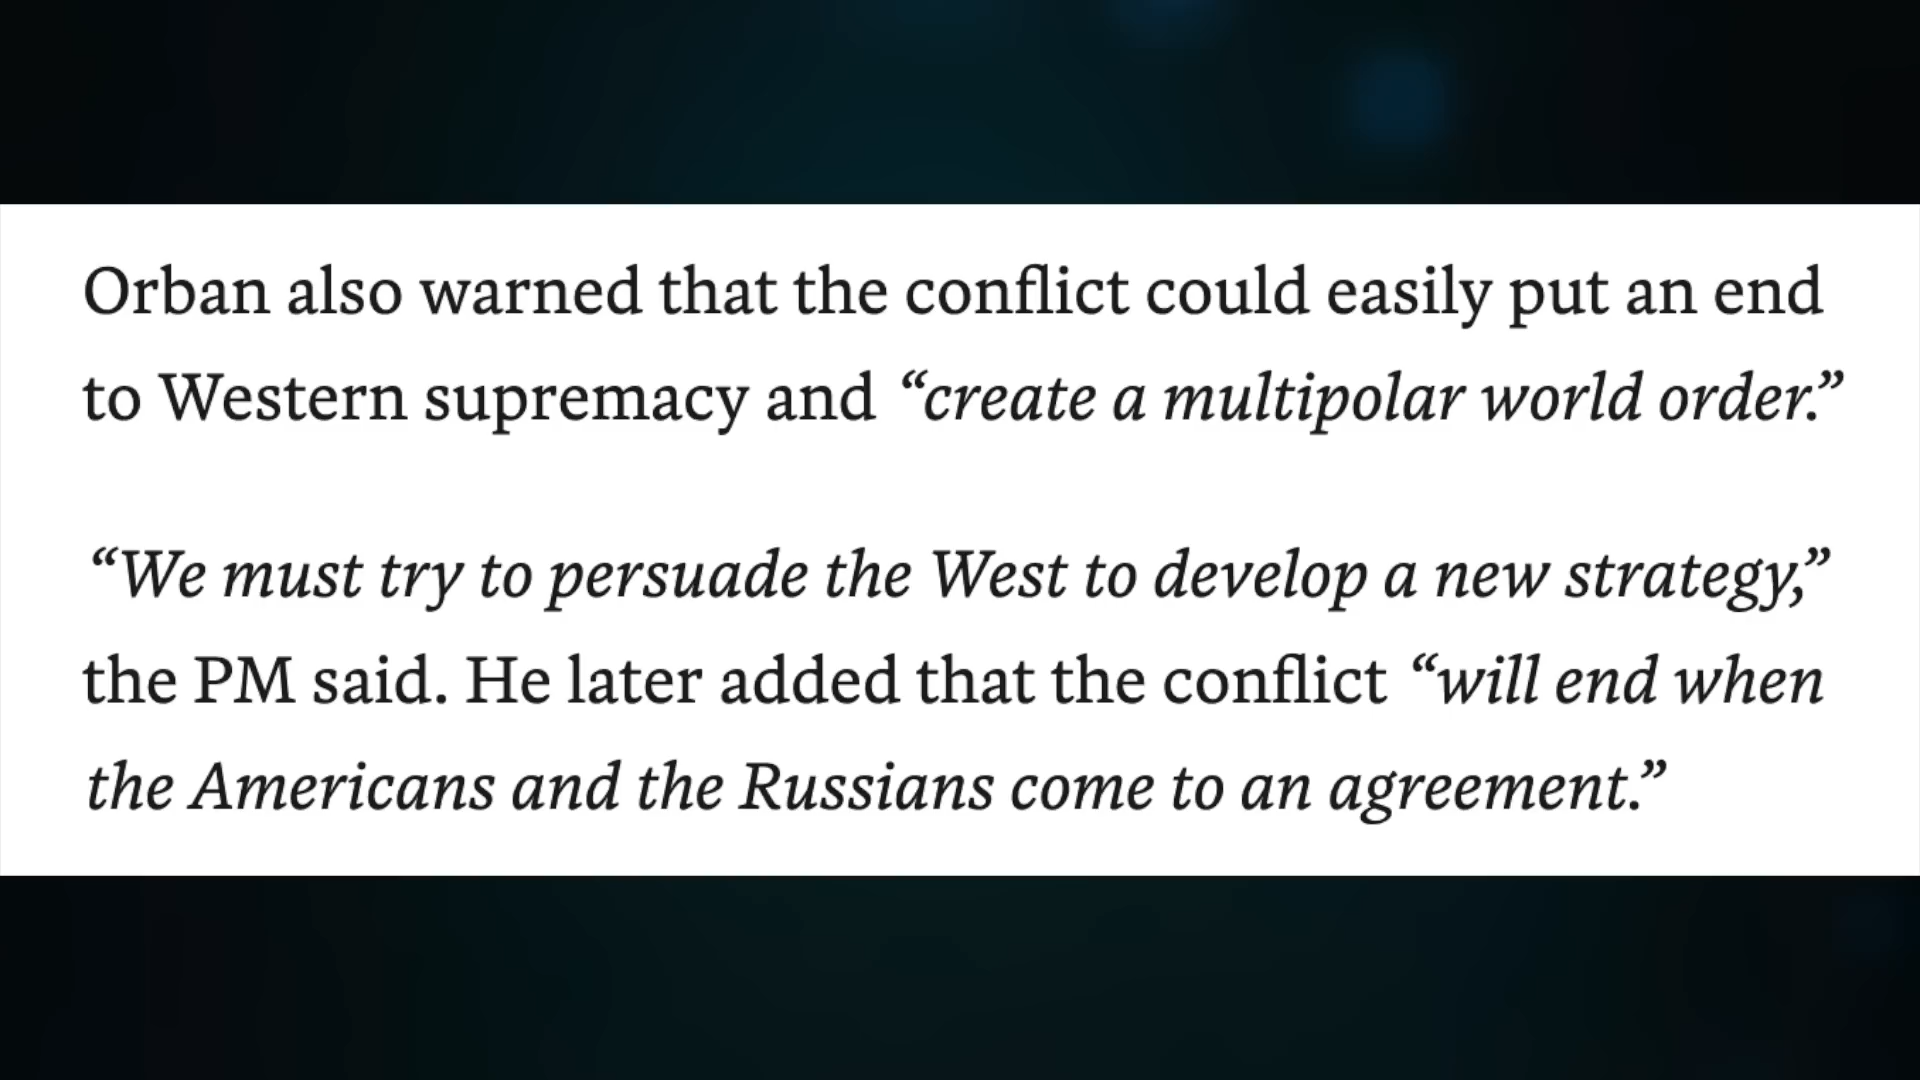 Orban also warned that the conflict could easily put an end
to Western supremacy and “create a multipolar world order.”
“We must try to persuade the West to develop a new strategy,”
the PM said. He later added that the conflict “will end when
the Americans and the Russians come to an agreement.”